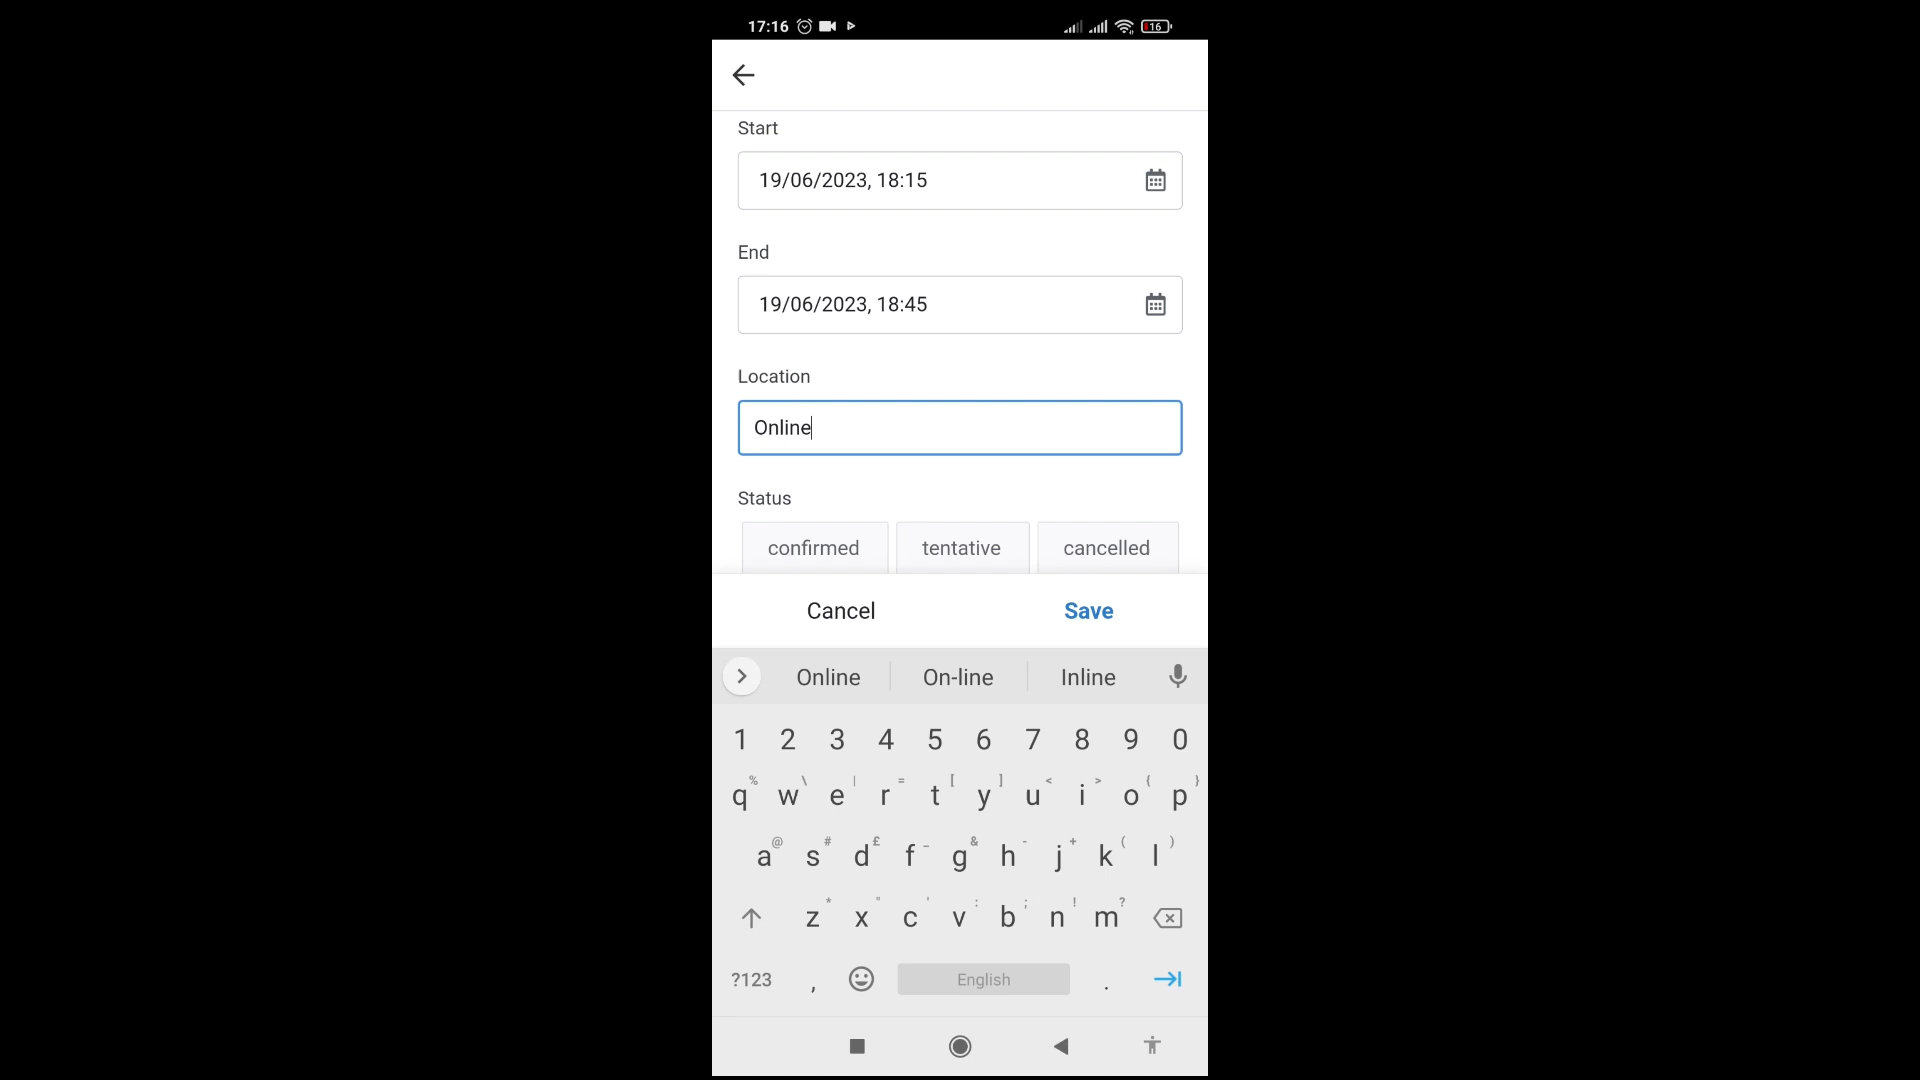 17:16 16
Start
19/06/2023, 18:15
End
19/06/2023, 18:45
Location
Online
Status
confirmed tentative cancelled
Cancel Save
Online On-line Inline
1 2 3 4 5 6 7 8 9 0
q% w\ e| r= t[ y] u< i> o{ p}
a@ s# d£ f_ g& h- j+ k( l)
z* x" c' v: b; n! m?
?123 , English .